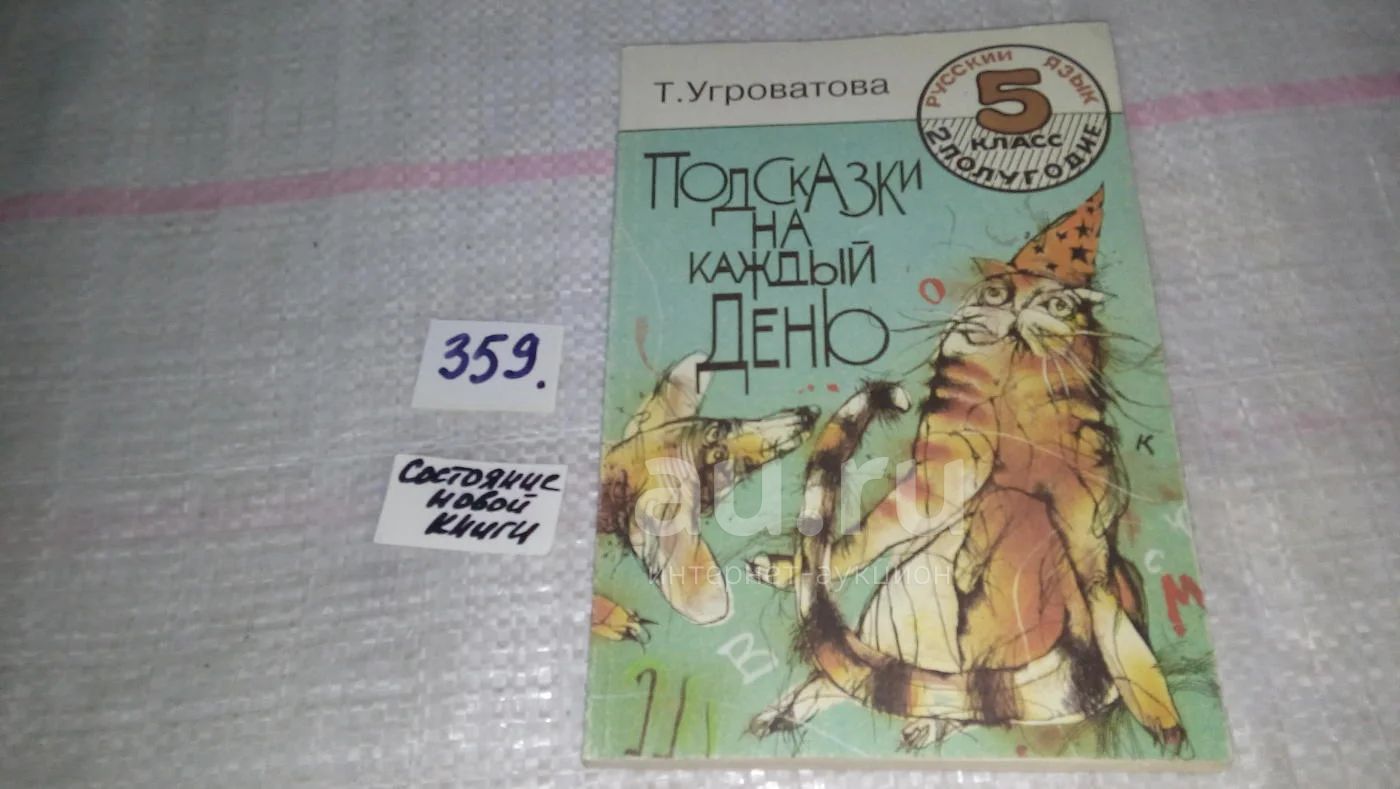 Т.Угроватова
РУССКИЙ ЯЗЫК
5
КЛАСС
2 ПОЛУГОДИЕ
ПОДСКАЗКИ
НА
КАЖДЫЙ
ДЕНЬ
359.
Состояние
новой
книги
au.ru
интернет-аукцион
О
К
С
М
В